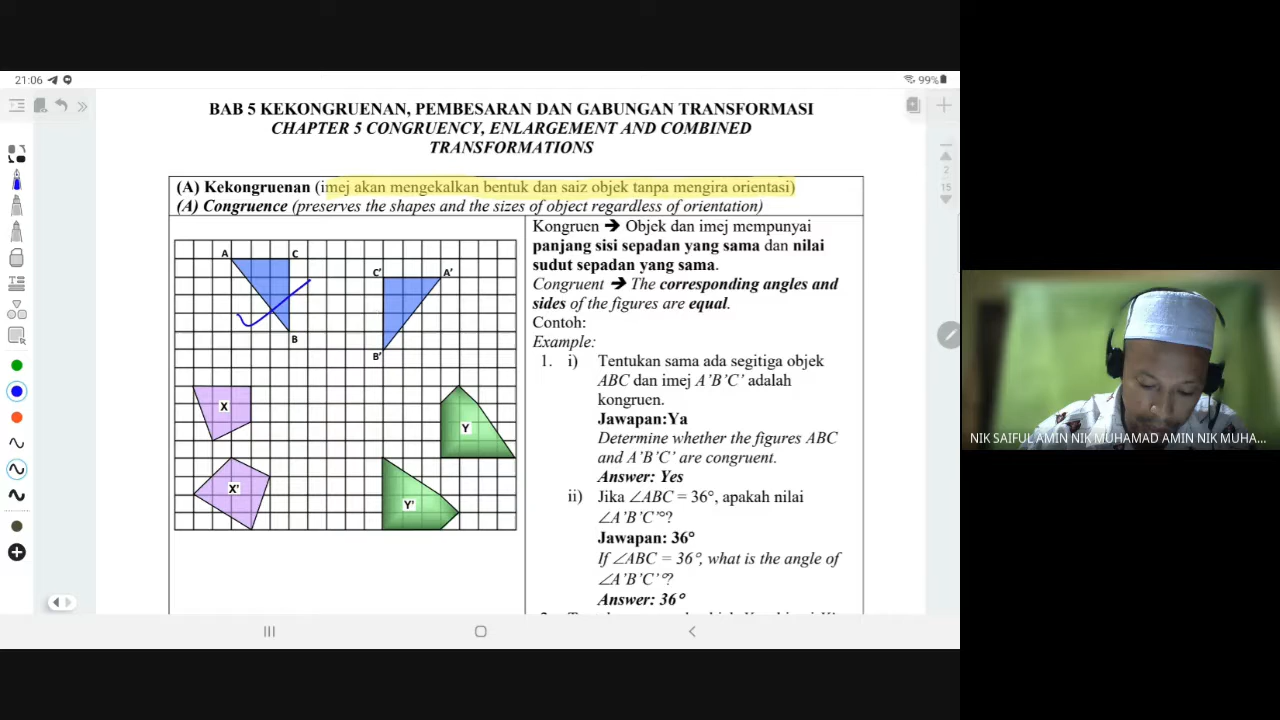 21:06
99%
BAB 5 KEKONGRUENAN, PEMBESARAN DAN GABUNGAN TRANSFORMASI
CHAPTER 5 CONGRUENCY, ENLARGEMENT AND COMBINED
TRANSFORMATIONS
2
15
(A) Kekongruenan (imej akan mengekalkan bentuk dan saiz objek tanpa mengira orientasi)
(A) Congruence (preserves the shapes and the sizes of object regardless of orientation)
A
C
B
C'
A'
B'
X
X'
Y
Y'
Kongruen ➔ Objek dan imej mempunyai
panjang sisi sepadan yang sama dan nilai
sudut sepadan yang sama.
Congruent ➔ The corresponding angles and
sides of the figures are equal.
Contoh:
Example:
1. i) Tentukan sama ada segitiga objek
ABC dan imej A'B'C' adalah
kongruen.
Jawapan:Ya
Determine whether the figures ABC
and A'B'C' are congruent.
Answer: Yes
ii) Jika ∠ABC = 36°, apakah nilai
∠A'B'C'°?
Jawapan: 36°
If ∠ABC = 36°, what is the angle of
∠A'B'C'°?
Answer: 36°
NIK SAIFUL AMIN NIK MUHAMAD AMIN NIK MUHA...